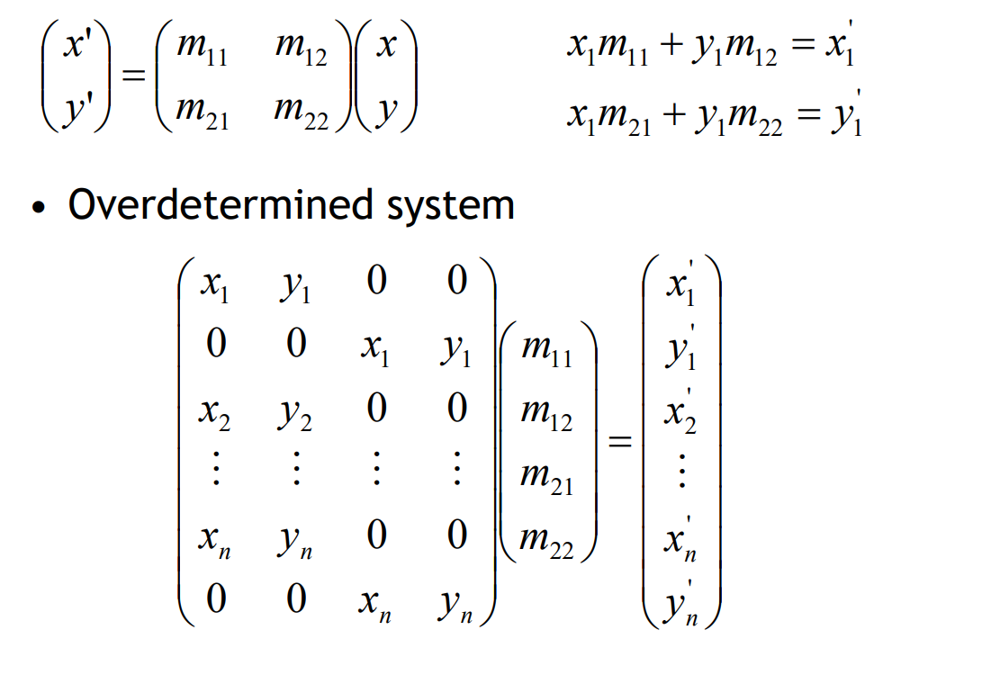 (x' y') = (m₁₁ m₁₂ m₂₁ m₂₂)(x y)
x₁m₁₁ + y₁m₁₂ = x₁'
x₁m₂₁ + y₁m₂₂ = y₁'
• Overdetermined system
x₁ y₁ 0 0
0 0 x₁ y₁
x₂ y₂ 0 0
⋮ ⋮ ⋮ ⋮
xₙ yₙ 0 0
0 0 xₙ yₙ
m₁₁
m₁₂
m₂₁
m₂₂
=
x₁'
y₁'
x₂'
⋮
xₙ'
yₙ'